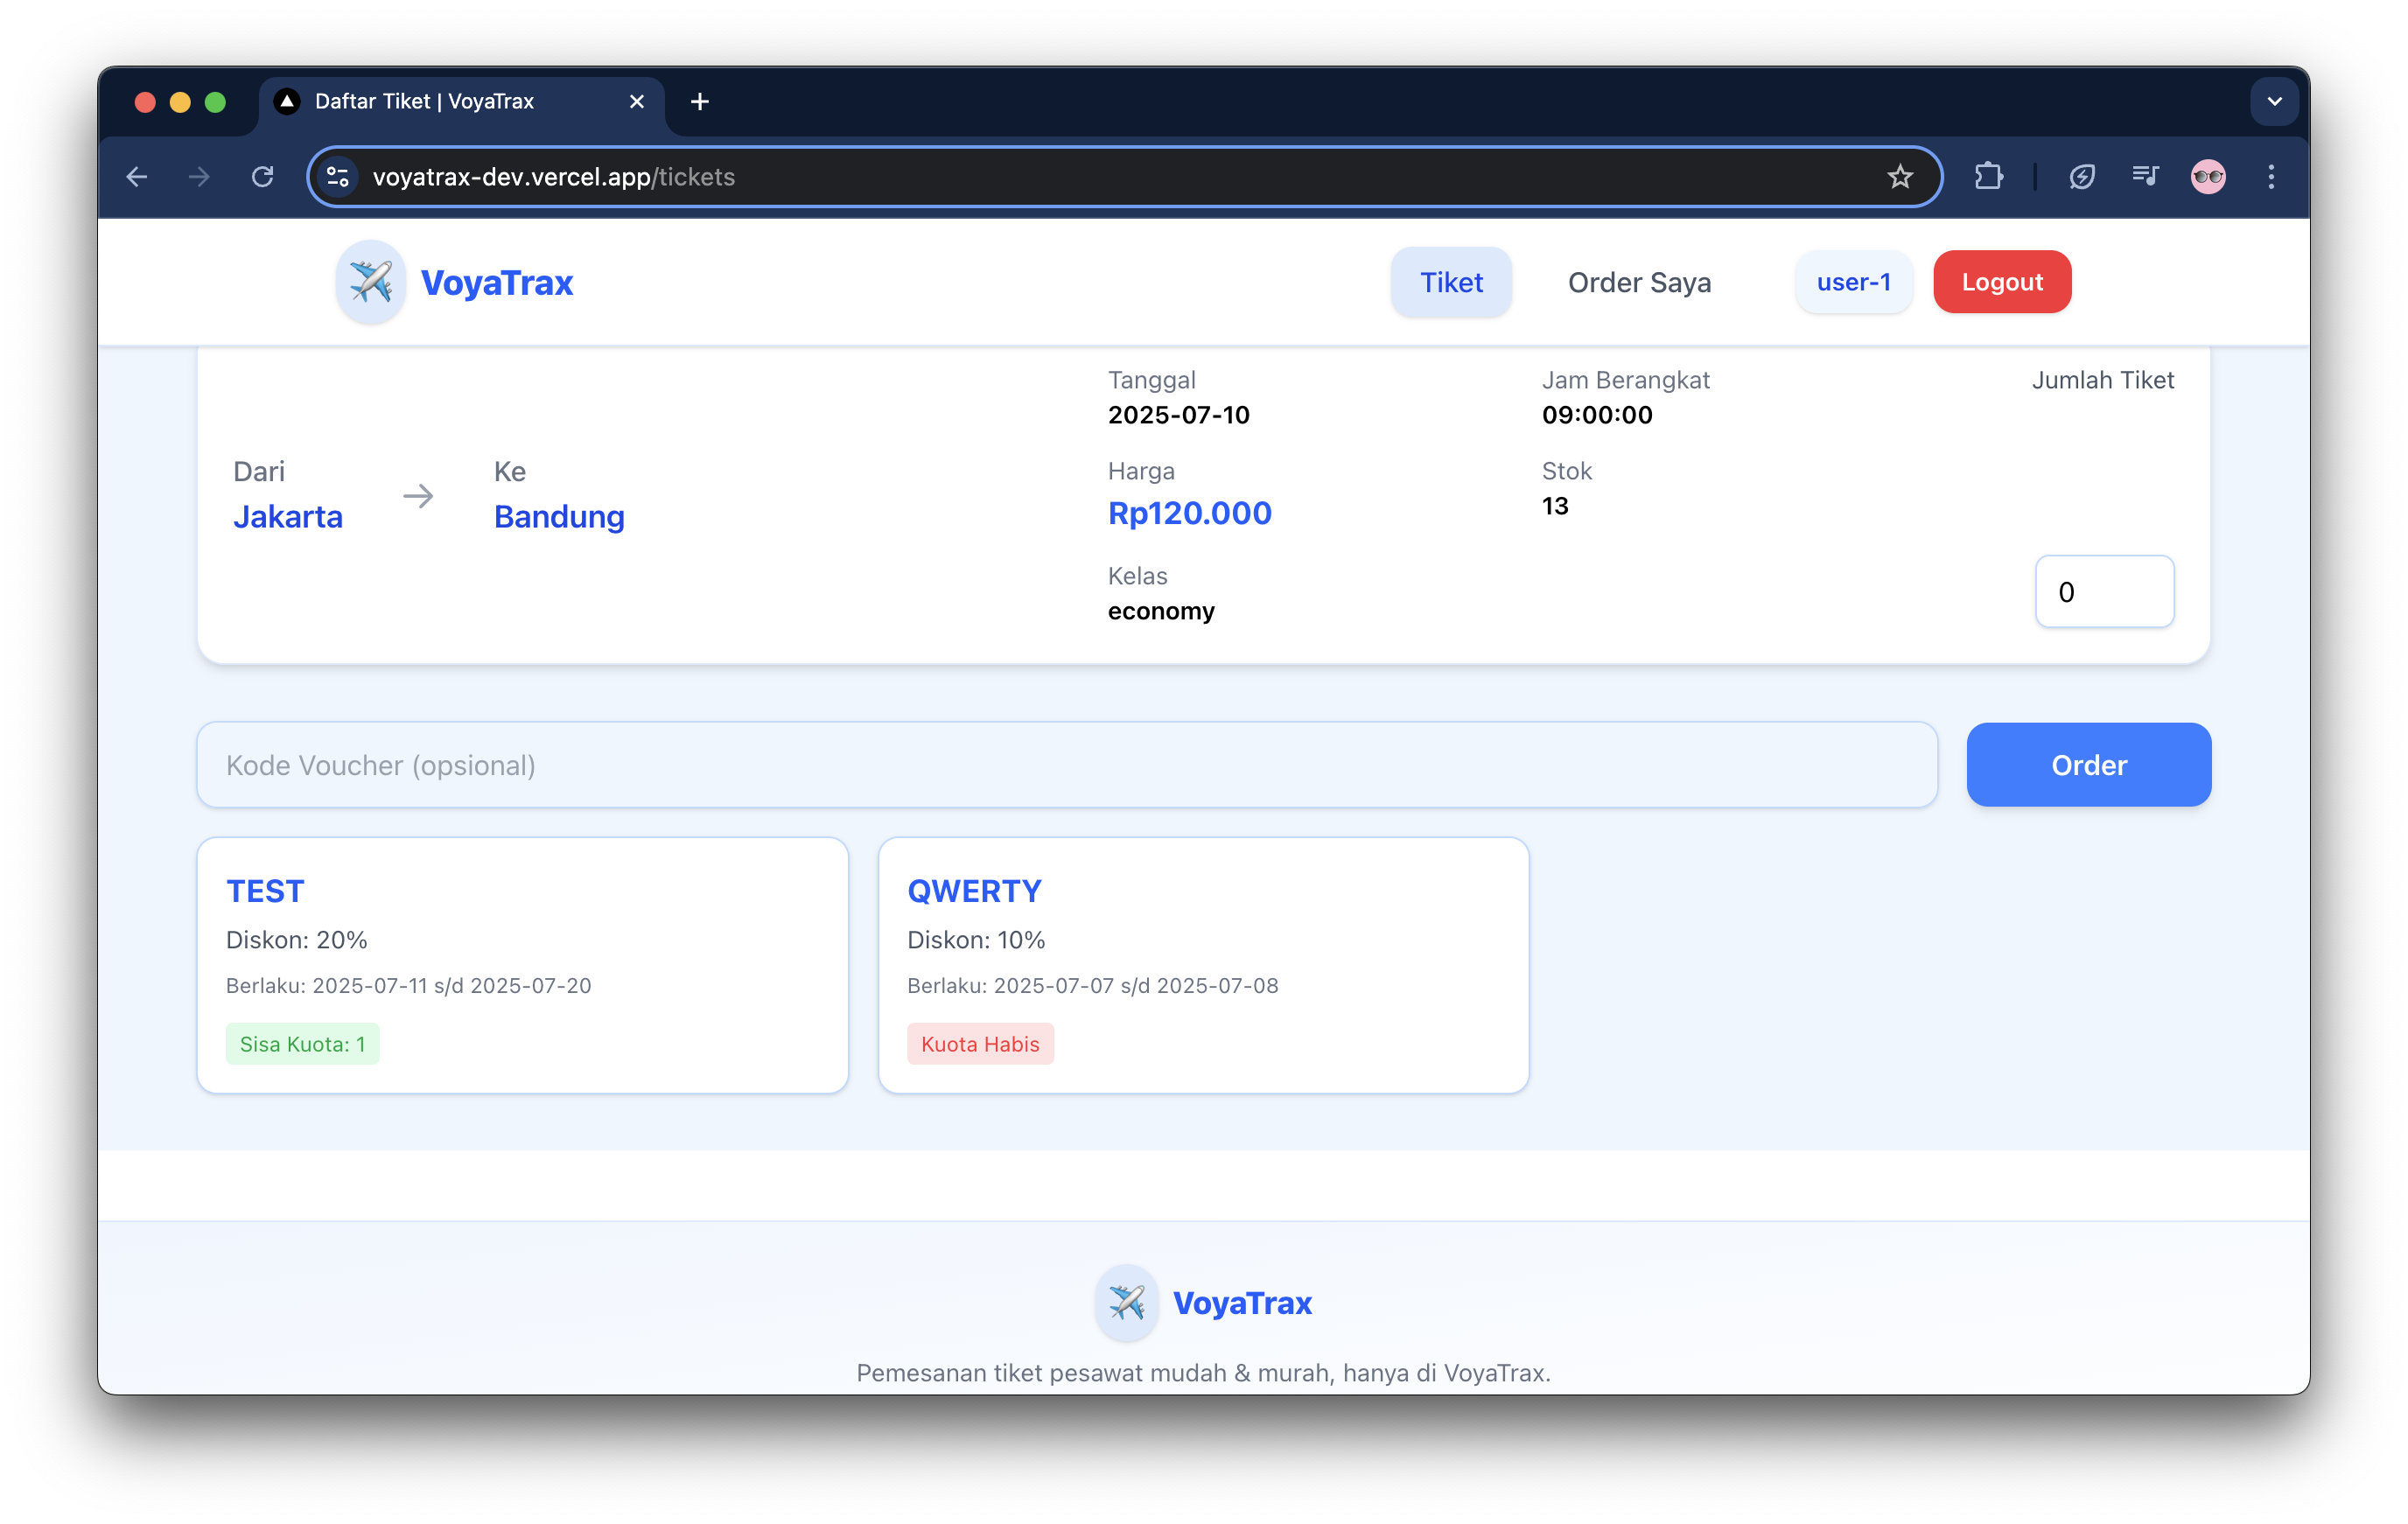 Daftar Tiket | VoyaTrax
voyatrax-dev.vercel.app/tickets
VoyaTrax
Tiket
Order Saya
user-1
Logout
Dari
Jakarta
Ke
Bandung
Tanggal
2025-07-10
Jam Berangkat
09:00:00
Harga
Rp120.000
Stok
13
Kelas
economy
Jumlah Tiket
0
Kode Voucher (opsional)
Order
TEST
Diskon: 20%
Berlaku: 2025-07-11 s/d 2025-07-20
Sisa Kuota: 1
QWERTY
Diskon: 10%
Berlaku: 2025-07-07 s/d 2025-07-08
Kuota Habis
VoyaTrax
Pemesanan tiket pesawat mudah & murah, hanya di VoyaTrax.